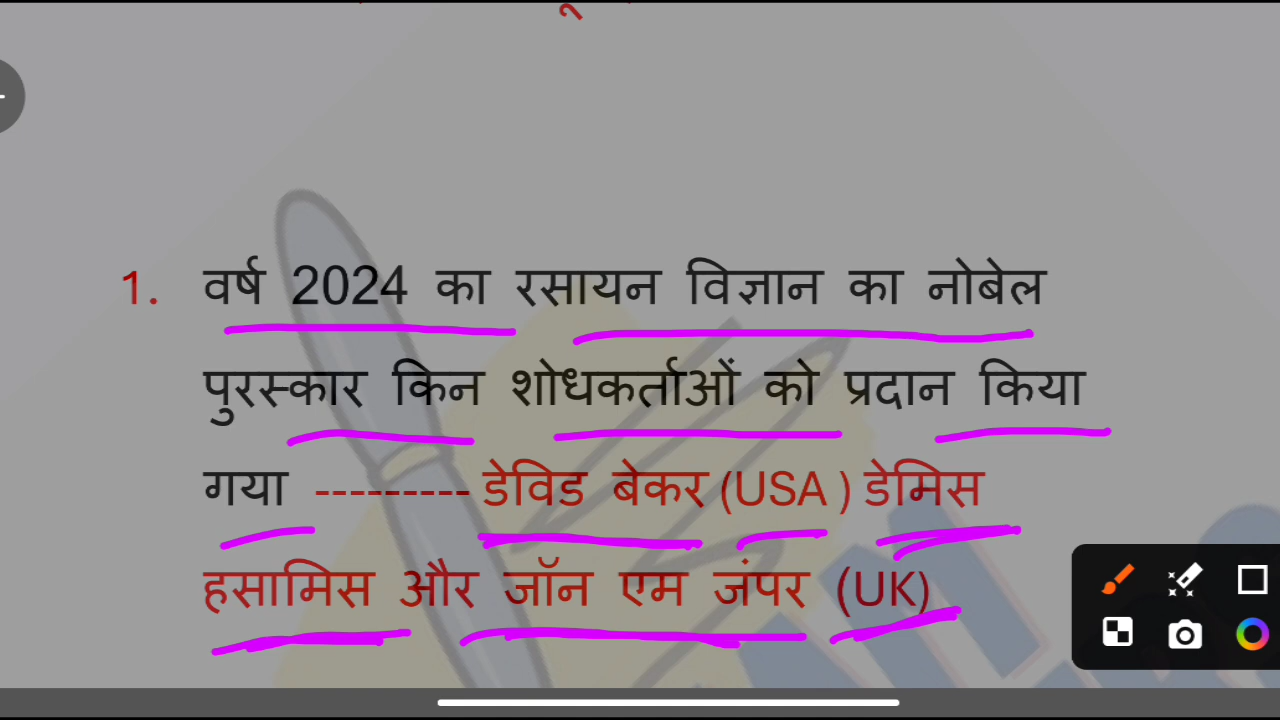 1. वर्ष 2024 का रसायन विज्ञान का नोबेल
पुरस्कार किन शोधकर्ताओं को प्रदान किया
गया --------- डेविड बेकर (USA ) डेमिस
हसामिस और जॉन एम जंपर (UK)